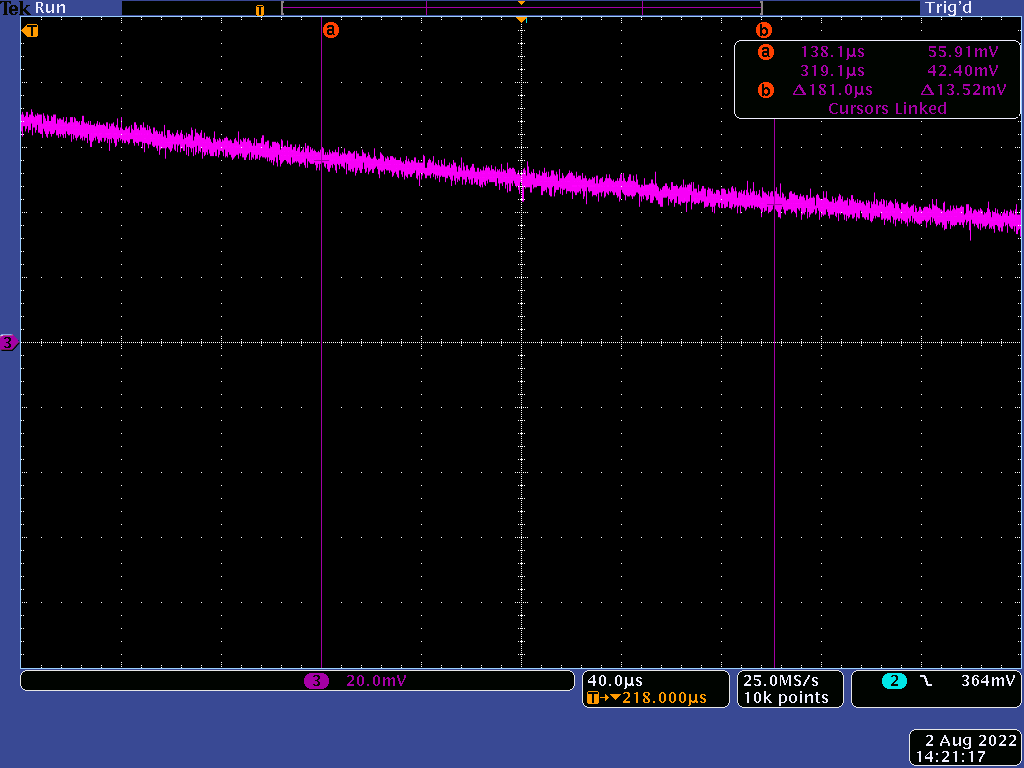 Tek Run Trig'd
T
T a b
a 138.1µs 55.91mV
319.1µs 42.40mV
b Δ181.0µs Δ13.52mV
Cursors Linked
3
3 20.0mV
40.0µs
T→▼218.000µs
25.0MS/s
10k points
2 364mV
2 Aug 2022
14:21:17